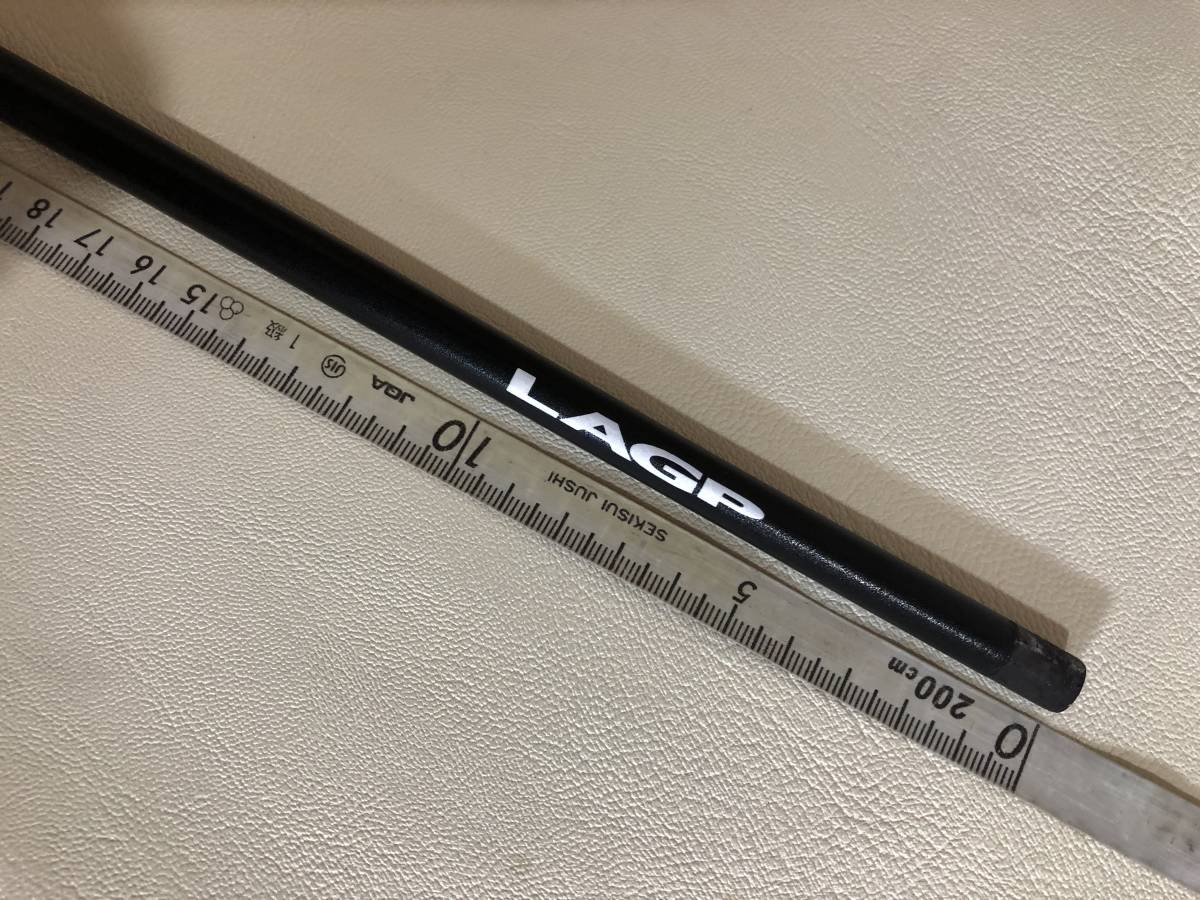 LAGP
18 17 16 15 1級 JIS JQA 10 SEKISUI JUSHI 5 200cm 0